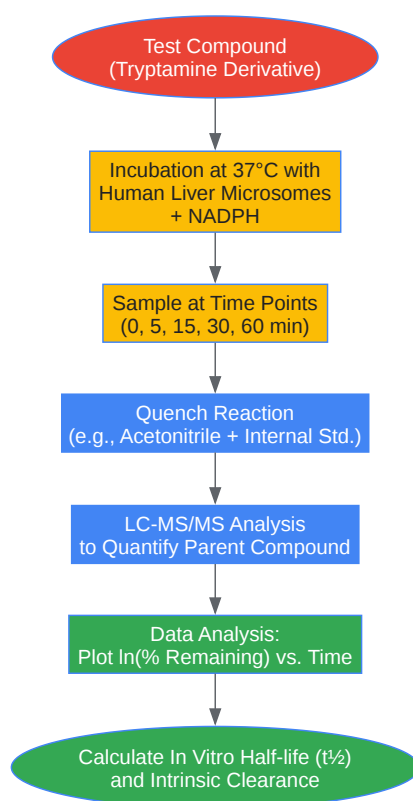 Test Compound
(Tryptamine Derivative)
Incubation at 37°C with
Human Liver Microsomes
+ NADPH
Sample at Time Points
(0, 5, 15, 30, 60 min)
Quench Reaction
(e.g., Acetonitrile + Internal Std.)
LC-MS/MS Analysis
to Quantify Parent Compound
Data Analysis:
Plot ln(% Remaining) vs. Time
Calculate In Vitro Half-life (t½)
and Intrinsic Clearance